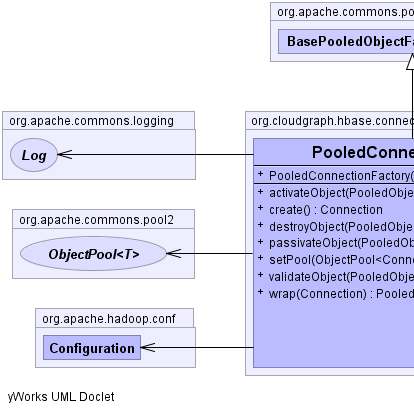 org.apache.commons.po
BasePooledObjectFa
org.apache.commons.logging
Log
org.cloudgraph.hbase.connec
PooledConne
+ PooledConnectionFactory(
+ activateObject(PooledObje
+ create() : Connection
+ destroyObject(PooledObje
+ passivateObject(PooledOb
+ setPool(ObjectPool<Conne
+ validateObject(PooledObje
+ wrap(Connection) : Pooled
org.apache.commons.pool2
ObjectPool<T>
org.apache.hadoop.conf
Configuration
yWorks UML Doclet